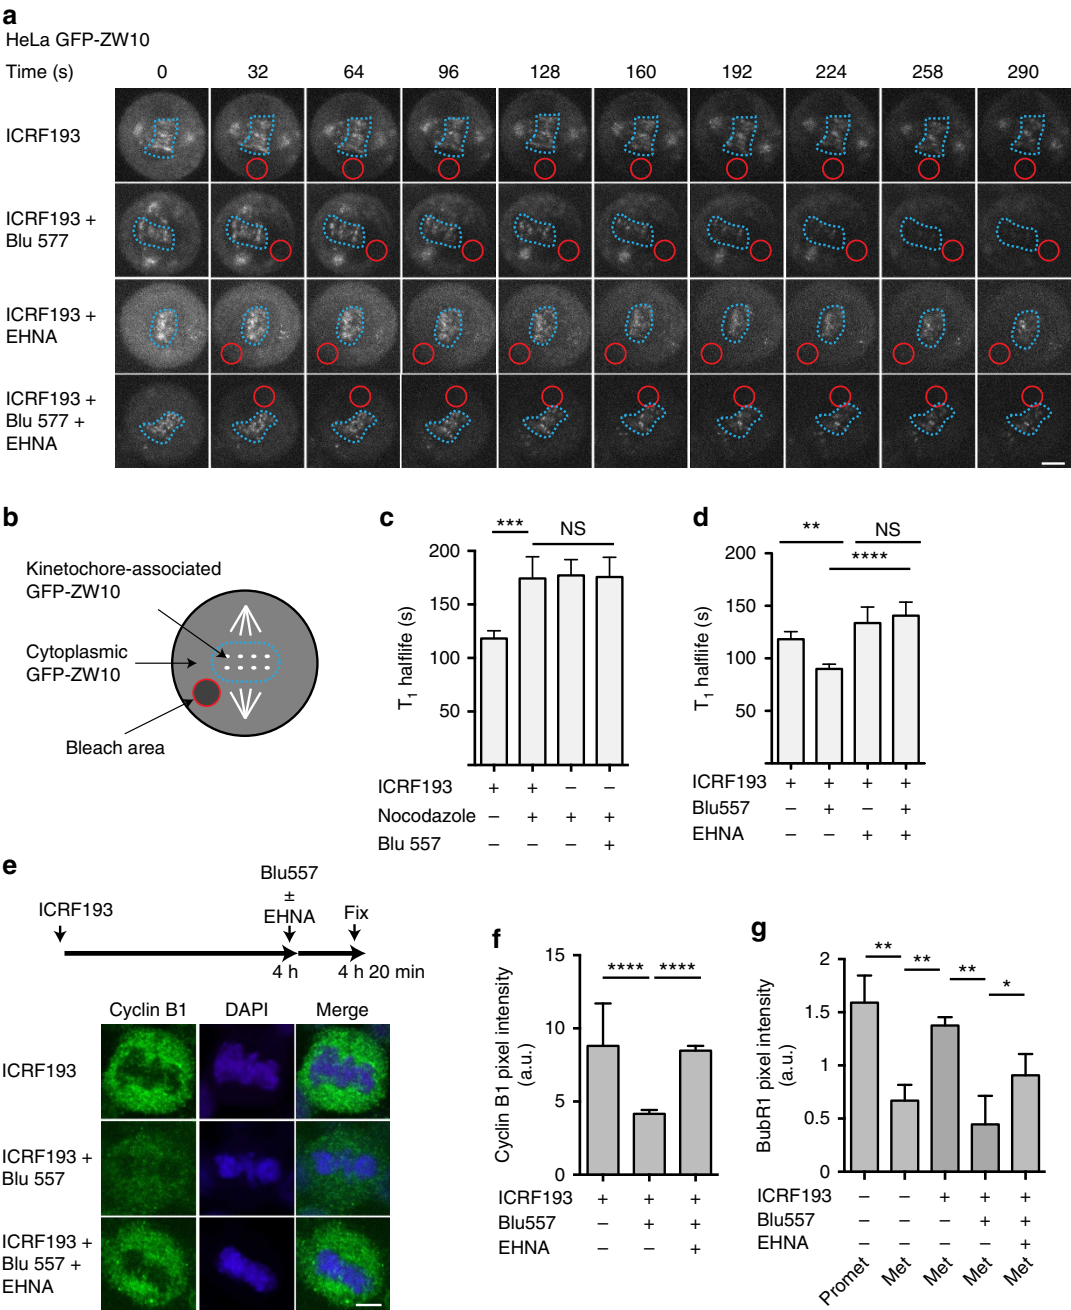 a
HeLa GFP-ZW10
Time (s) 0 32 64 96 128 160 192 224 258 290
ICRF193
ICRF193 +
Blu 577
ICRF193 +
EHNA
ICRF193 +
Blu 577 +
EHNA
b
Kinetochore-associated
GFP-ZW10
Cytoplasmic
GFP-ZW10
Bleach area
c
*** NS
200
150
100
50
T1 halflife (s)
ICRF193 + + – –
Nocodazole – + + +
Blu 557 – – – +
d
** NS
****
200
150
100
50
T1 halflife (s)
ICRF193 + + + +
Blu557 – + – +
EHNA – – + +
e
Blu557
±
EHNA
ICRF193
Fix
4 h
4 h 20 min
Cyclin B1 DAPI Merge
ICRF193
ICRF193 +
Blu 557
ICRF193 +
Blu 557 +
EHNA
f
**** ****
15
10
5
0
Cyclin B1 pixel intensity
(a.u.)
ICRF193 + + +
Blu557 – + +
EHNA – – +
g
** ** ** *
2
1.5
1
0.5
0
BubR1 pixel intensity
(a.u.)
ICRF193 – – + + +
Blu557 – – – + +
EHNA – – – – +
Promet Met Met Met Met